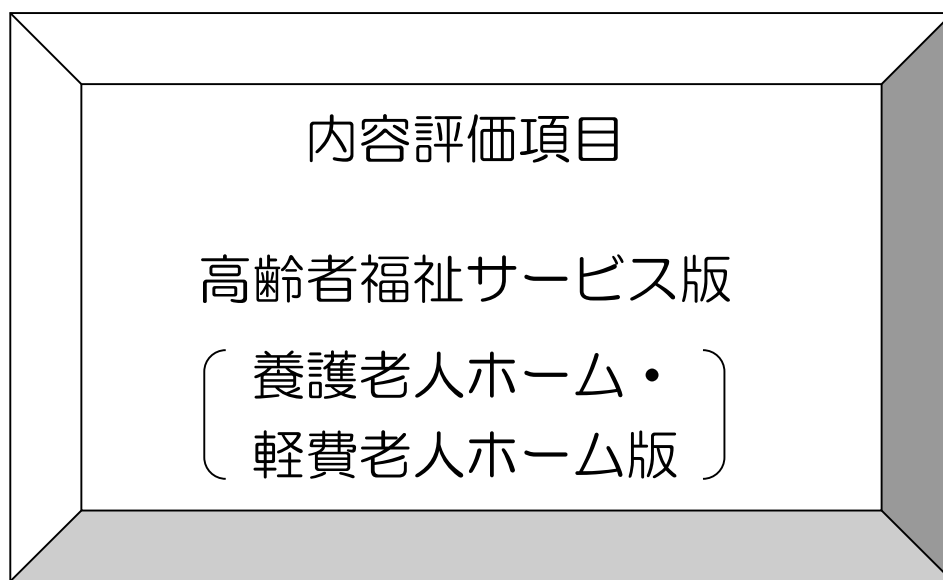 内容評価項目
高齢者福祉サービス版
養護老人ホーム・
軽費老人ホーム版